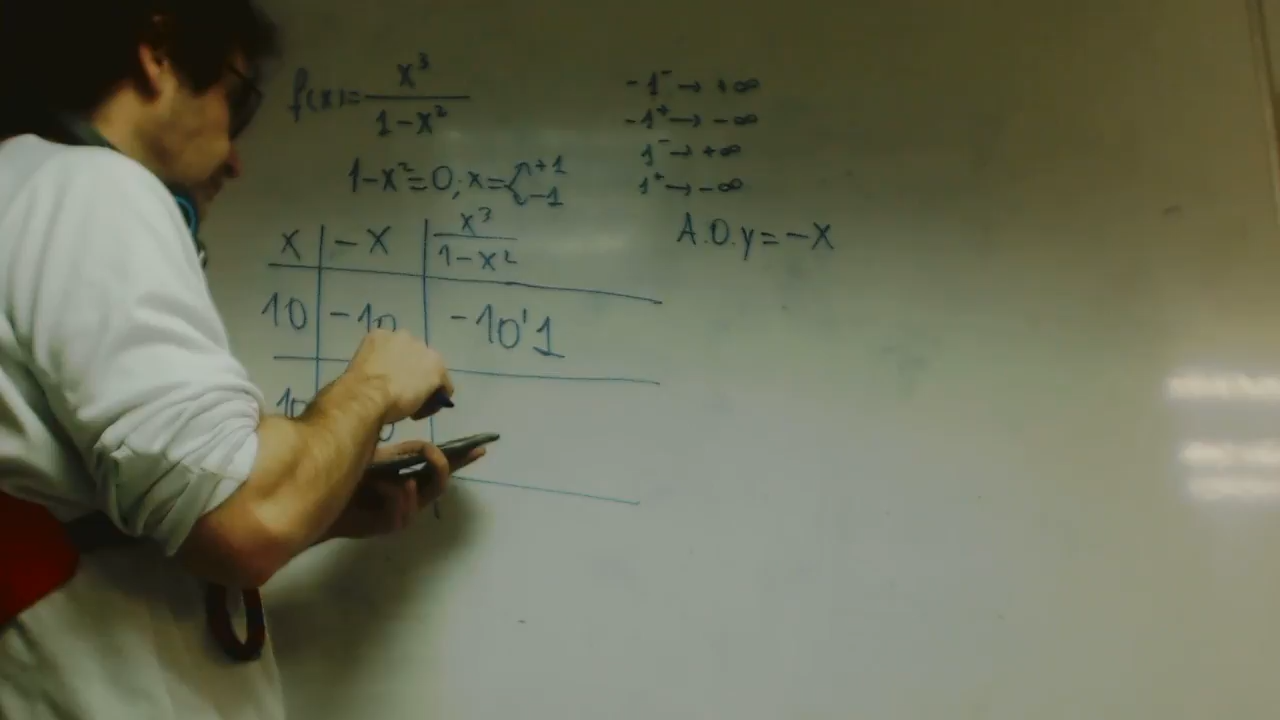 f(x)= x³/(1-x²)
1-x²=0; x=< +1 -1
x | -x | x³/(1-x²)
10 | -10 | -10'1
10
-1⁻ → +∞
-1⁺ → -∞
1⁻ → +∞
1⁺ → -∞
A.O. y=-x